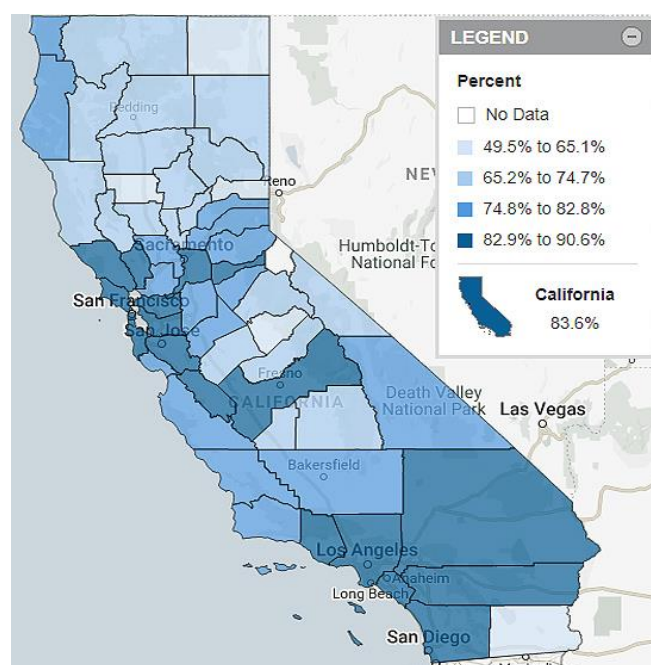 LEGEND
Percent
No Data
49.5% to 65.1%
65.2% to 74.7%
74.8% to 82.8%
82.9% to 90.6%
California
83.6%
Redding
Reno
NEV
Sacramento
Humboldt-To
National Fo
San Francisco
San Jose
Fresno
CALIFORNIA
Death Valley
National Park
Las Vegas
Bakersfield
Los Angeles
Anaheim
Long Beach
San Diego